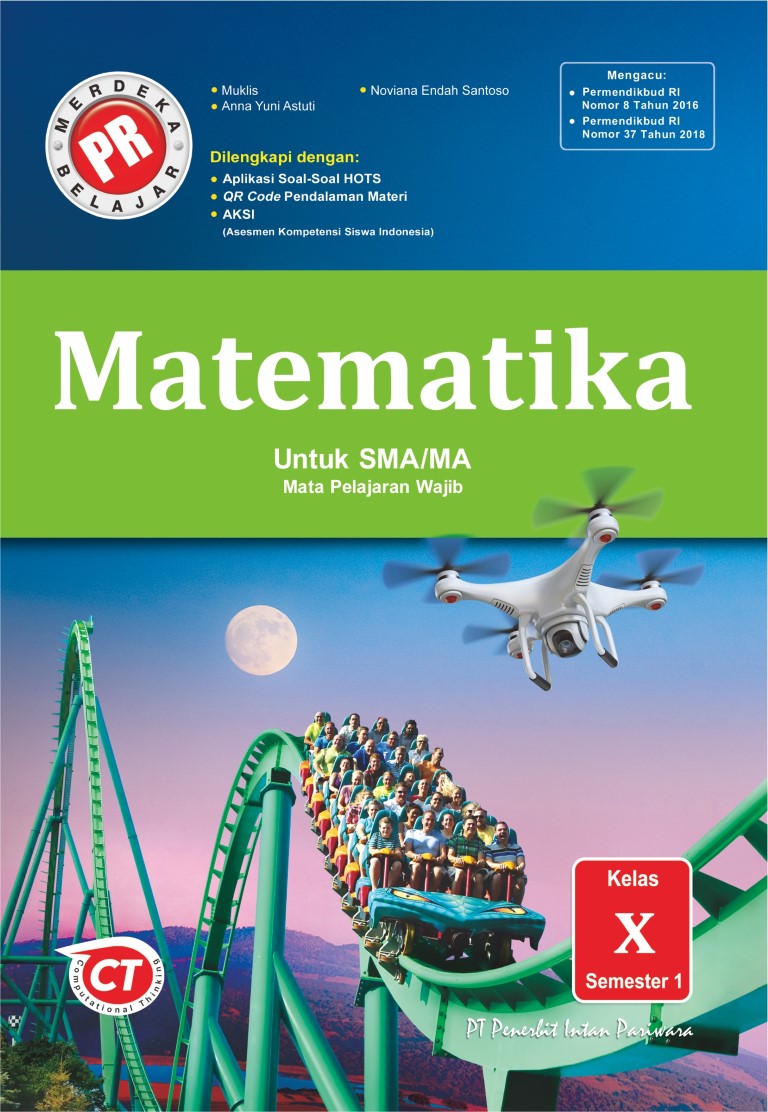 MERDEKA
PR
BELAJAR
• Muklis
• Anna Yuni Astuti
• Noviana Endah Santoso
Mengacu:
• Permendikbud RI
Nomor 8 Tahun 2016
• Permendikbud RI
Nomor 37 Tahun 2018
Dilengkapi dengan:
• Aplikasi Soal-Soal HOTS
• QR Code Pendalaman Materi
• AKSI
(Asesmen Kompetensi Siswa Indonesia)
Matematika
Untuk SMA/MA
Mata Pelajaran Wajib
Kelas
X
Semester 1
CT
Computational Thinking
PT Penerbit Intan Pariwara